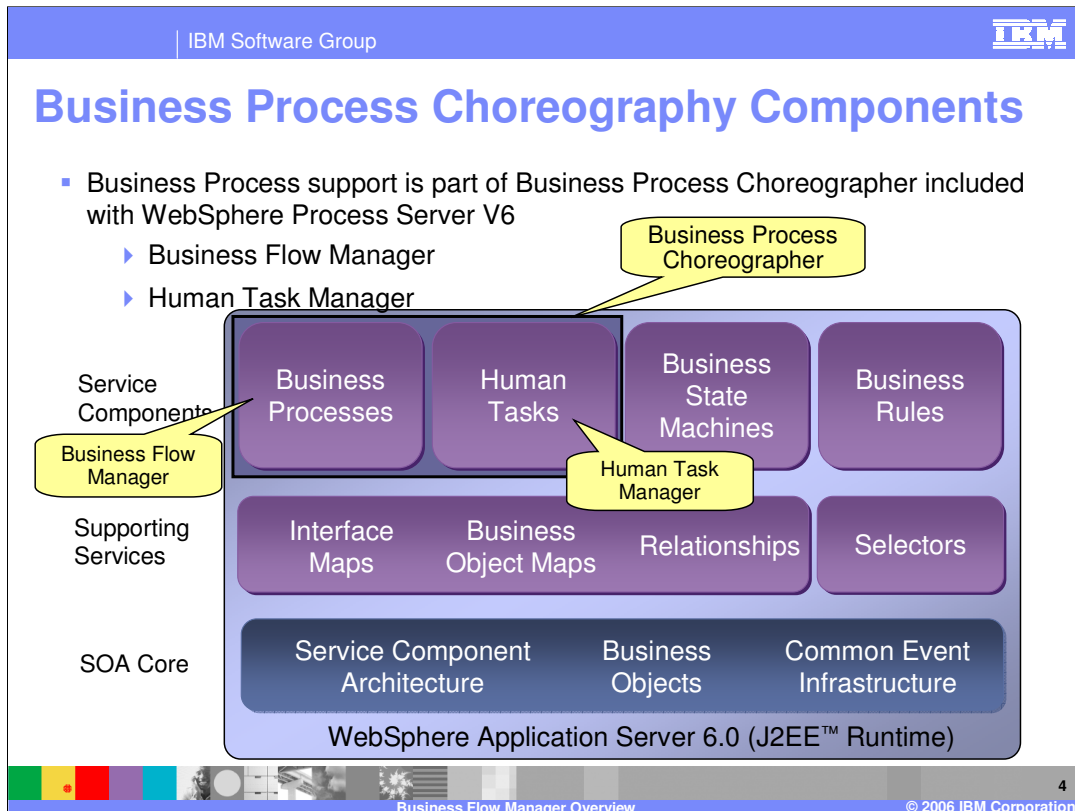 IBM Software Group
IBM
Business Process Choreography Components
Business Process support is part of Business Process Choreographer included
with WebSphere Process Server V6
Business Flow Manager
Human Task Manager
Business Process
Choreographer
Service
Components
Business
Processes
Human
Tasks
Business
State
Machines
Business
Rules
Business Flow
Manager
Human Task
Manager
Supporting
Services
Interface
Maps
Business
Object Maps
Relationships
Selectors
SOA Core
Service Component
Architecture
Business
Objects
Common Event
Infrastructure
WebSphere Application Server 6.0 (J2EE™ Runtime)
4
Business Flow Manager Overview
© 2006 IBM Corporation